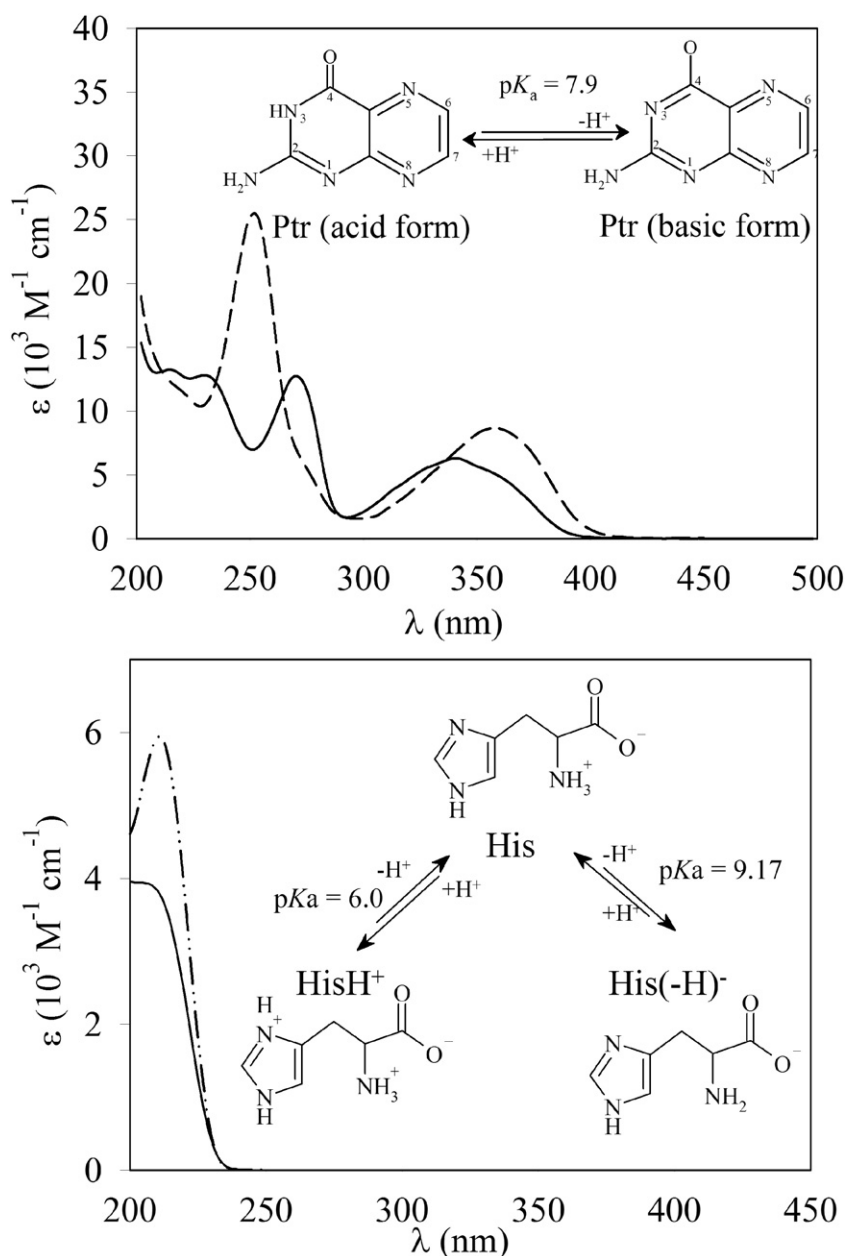 40
35
30
25
20
15
10
5
0
ε (10³ M⁻¹ cm⁻¹)
O
4
HN 3
N 5
6
7
H₂N
2
N 1
N 8
pKₐ = 7.9
-H⁺
+H⁺
O
4
N 3
N 5
6
7
H₂N
2
N 1
N 8
Ptr (acid form)
Ptr (basic form)
200 250 300 350 400 450 500
λ (nm)
6
4
2
0
ε (10³ M⁻¹ cm⁻¹)
O
N
O⁻
N
H
NH₃⁺
His
-H⁺
+H⁺
pKa = 6.0
-H⁺
+H⁺
pKa = 9.17
HisH⁺
His(-H)⁻
H
N⁺
O
O⁻
N
H
NH₃⁺
N
O
O⁻
N
H
NH₂
200 250 300 350 400 450
λ (nm)